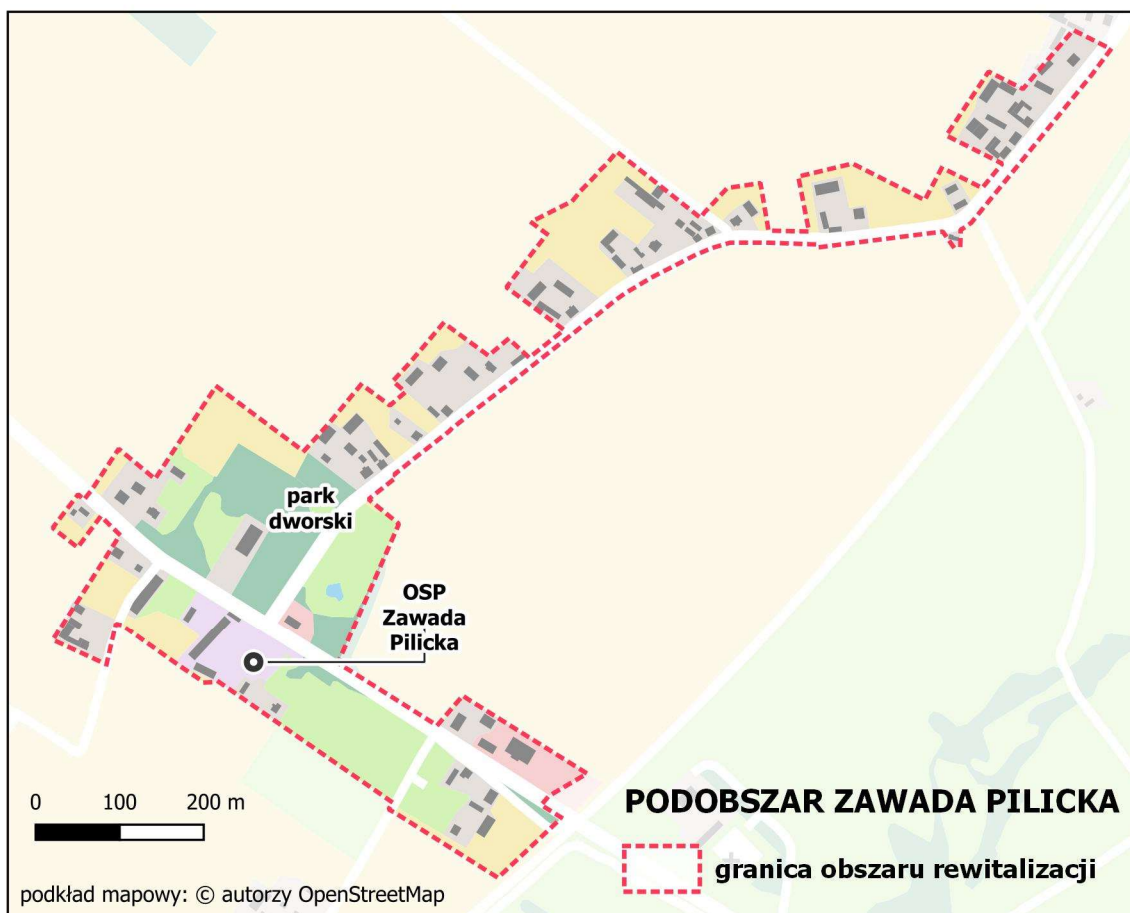 park
dworski
OSP
Zawada
Pilicka
0 100 200 m
podkład mapowy: © autorzy OpenStreetMap
PODOBSZAR ZAWADA PILICKA
granica obszaru rewitalizacji